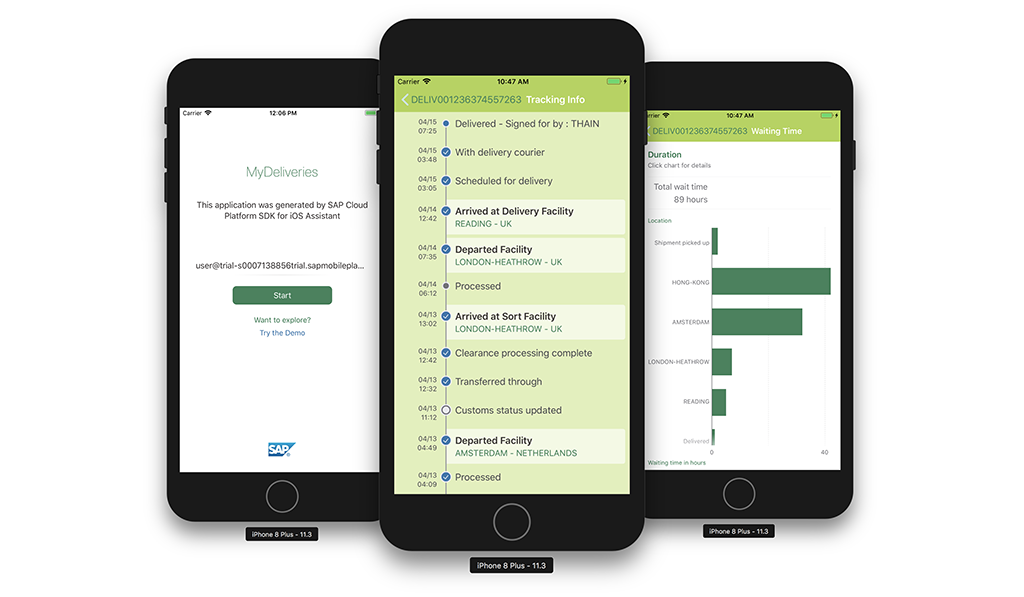 Carrier
12:06 PM
MyDeliveries
This application was generated by SAP Cloud
Platform SDK for iOS Assistant
user@trial-s0007138856trial.sapmobilepla...
Start
Want to explore?
Try the Demo
SAP
iPhone 8 Plus - 11.3
Carrier
10:47 AM
DELIV001236374557263 Tracking Info
04/15
07:25
Delivered - Signed for by : THAIN
04/15
03:48
With delivery courier
04/15
03:05
Scheduled for delivery
04/14
12:42
Arrived at Delivery Facility
READING - UK
04/14
07:35
Departed Facility
LONDON-HEATHROW - UK
04/14
06:12
Processed
04/13
13:02
Arrived at Sort Facility
LONDON-HEATHROW - UK
04/13
12:42
Clearance processing complete
04/13
12:32
Transferred through
04/13
11:12
Customs status updated
04/13
04:49
Departed Facility
AMSTERDAM - NETHERLANDS
04/13
04:09
Processed
iPhone 8 Plus - 11.3
rrier
10:47 AM
DELIV001236374557263 Waiting Time
Duration
Click chart for details
Total wait time
89 hours
Location
Shipment picked up
HONG-KONG
AMSTERDAM
LONDON-HEATHROW
READING
Delivered
0
40
Waiting time in hours
iPhone 8 Plus - 11.3